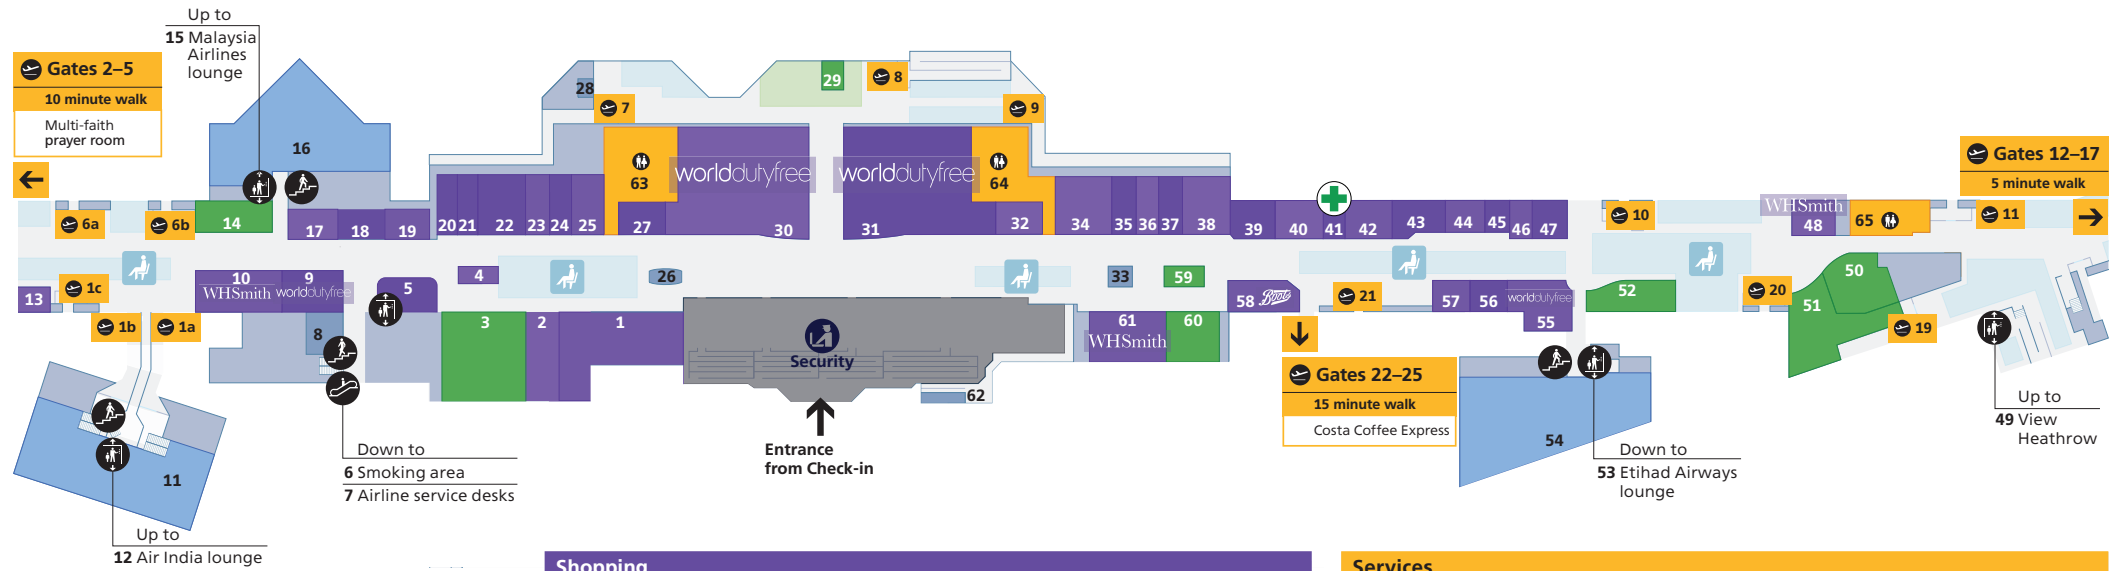 Up to
15 Malaysia
Airlines
lounge
Gates 2–5
10 minute walk
Multi-faith
prayer room
16
28
7
29
8
9
63
worlddutyfree
worlddutyfree
64
Gates 12–17
5 minute walk
6a
6b
14
17
18
19
20
21
22
23
24
25
27
30
31
32
34
35
36
37
38
39
40
41
42
43
44
45
46
47
10
WHSmith
48
65
11
13
1c
10
WHSmith
9
worlddutyfree
5
4
26
33
59
58
Boots
21
57
56
worlddutyfree
55
52
20
51
50
19
1b
1a
8
3
2
1
Security
61
WHSmith
60
62
Entrance
from Check-in
Gates 22–25
15 minute walk
Costa Coffee Express
54
Down to
53 Etihad Airways
lounge
Up to
49 View
Heathrow
11
Down to
6 Smoking area
7 Airline service desks
Up to
12 Air India lounge
Shopping
Services